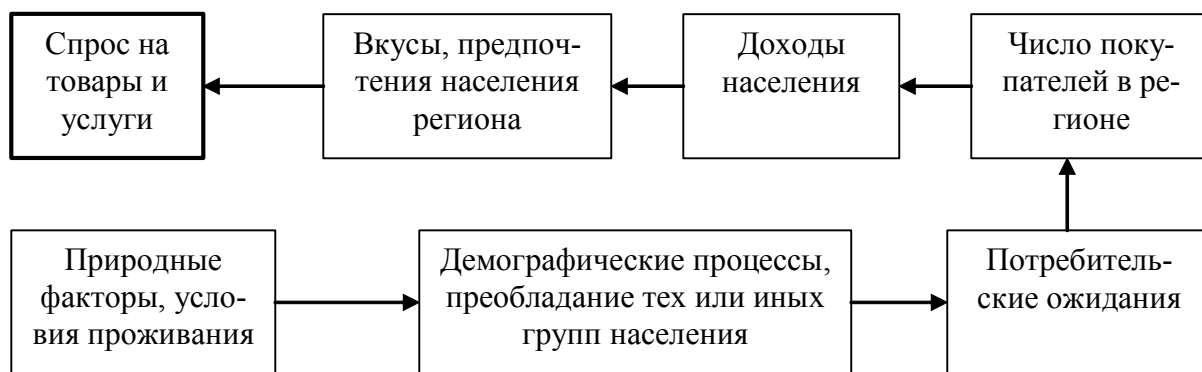 Спрос на
товары и
услуги
Вкусы, предпоч-
тения населения
региона
Доходы
населения
Число поку-
пателей в ре-
гионе
Природные
факторы, усло-
вия проживания
Демографические процессы,
преобладание тех или иных
групп населения
Потребитель-
ские ожидания